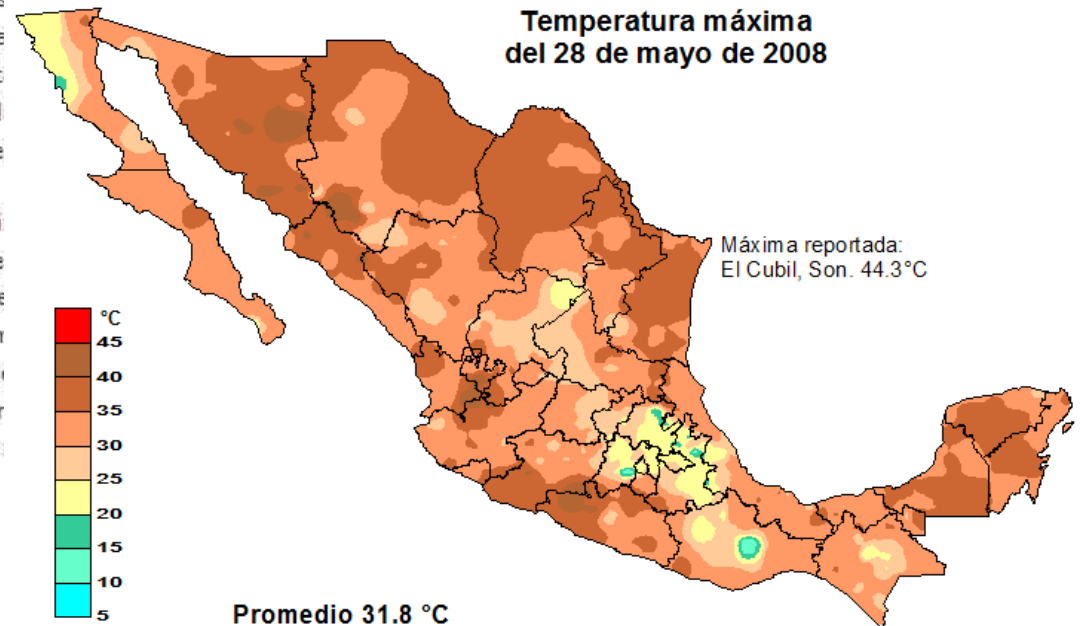 Temperatura máxima
del 28 de mayo de 2008
Máxima reportada:
El Cubil, Son. 44.3°C
°C
45
40
35
30
25
20
15
10
5
Promedio 31.8 °C